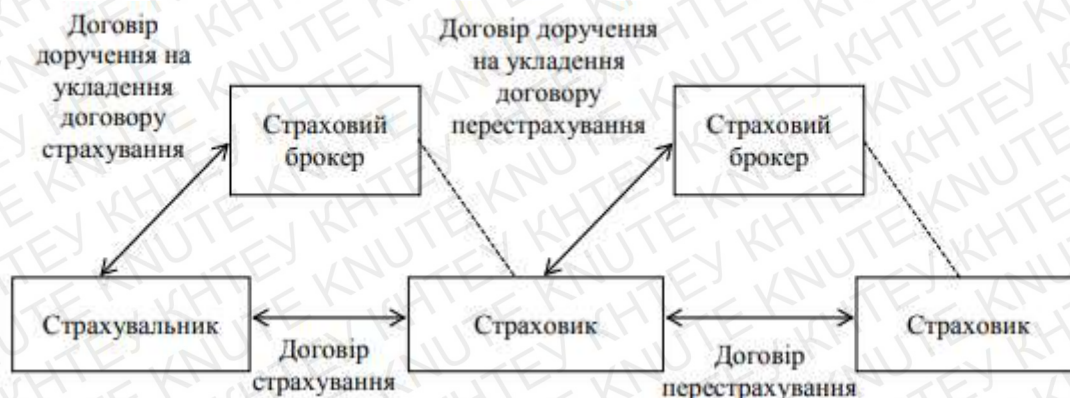 Договір
доручення на
укладення
договору
страхування
Страховий
брокер
Договір доручення
на укладення
договору
перестрахування
Страховий
брокер
Страхувальник
Договір
страхування
Страховик
Договір
перестрахування
Страховик